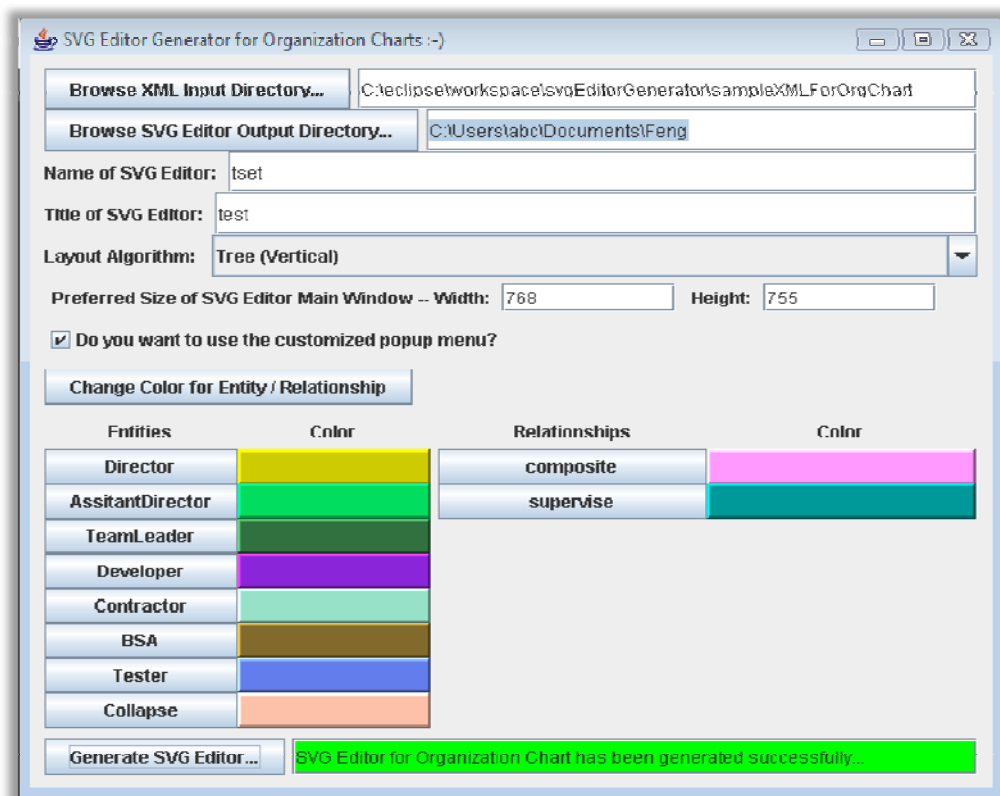 SVG Editor Generator for Organization Charts :-)
Browse XML Input Directory... C:\eclipse\workspace\svgEditorGenerator\sampleXMLForOrgChart
Browse SVG Editor Output Directory... C:\Users\abc\Documents\Feng
Name of SVG Editor: tset
Title of SVG Editor: test
Layout Algorithm: Tree (Vertical)
Preferred Size of SVG Editor Main Window -- Width: 768 Height: 755
Do you want to use the customized popup menu?
Change Color for Entity / Relationship
Entities Color Relationships Color
Director composite
AssitantDirector supervise
TeamLeader
Developer
Contractor
BSA
Tester
Collapse
Generate SVG Editor... SVG Editor for Organization Chart has been generated successfully...